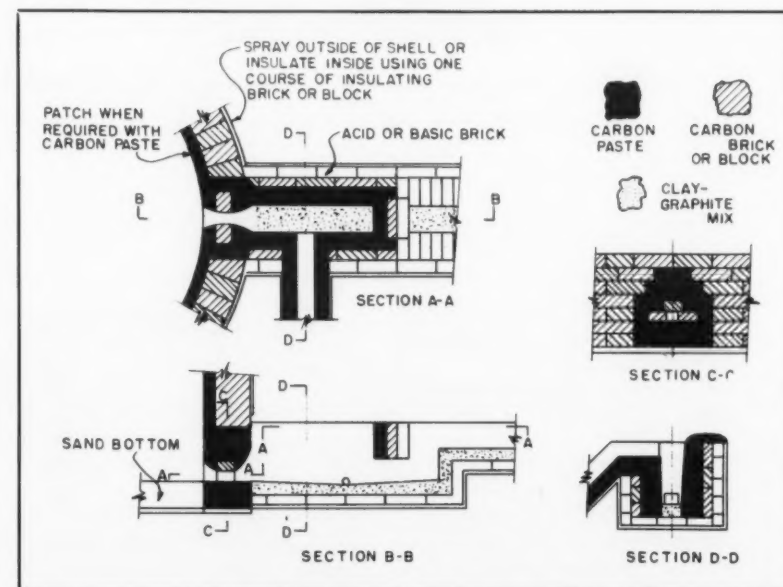 SPRAY OUTSIDE OF SHELL OR
INSULATE INSIDE USING ONE
COURSE OF INSULATING
BRICK OR BLOCK
PATCH WHEN
REQUIRED WITH
CARBON PASTE
D
ACID OR BASIC BRICK
B
B
SECTION A-A
D
CARBON
PASTE
CARBON
BRICK
OR BLOCK
CLAY-
GRAPHITE
MIX
SECTION C-C
C
D
SAND BOTTOM
A
A
A
A
C
D
SECTION B-B
SECTION D-D